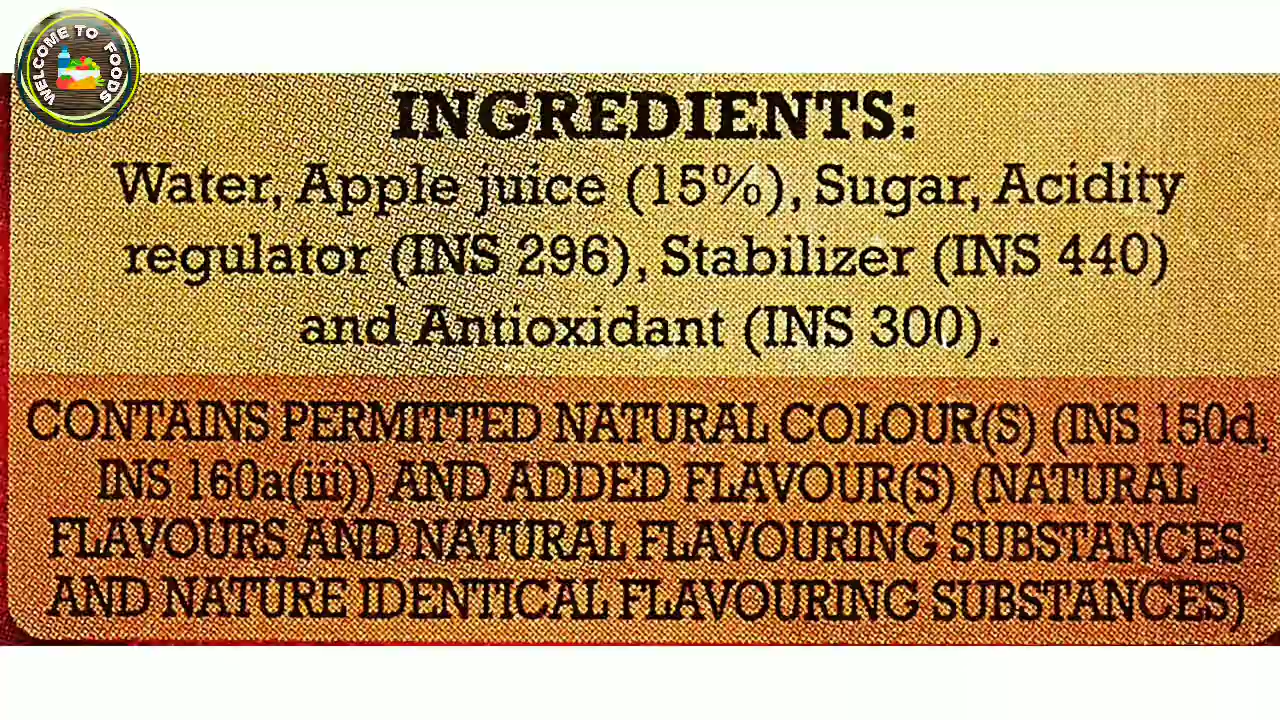 WELCOME TO FOODS
INGREDIENTS:
Water, Apple juice (15%), Sugar, Acidity
regulator (INS 296), Stabilizer (INS 440)
and Antioxidant (INS 300).
CONTAINS PERMITTED NATURAL COLOUR(S) (INS 150d,
INS 160a(iii)) AND ADDED FLAVOUR(S) (NATURAL
FLAVOURS AND NATURAL FLAVOURING SUBSTANCES
AND NATURE IDENTICAL FLAVOURING SUBSTANCES)